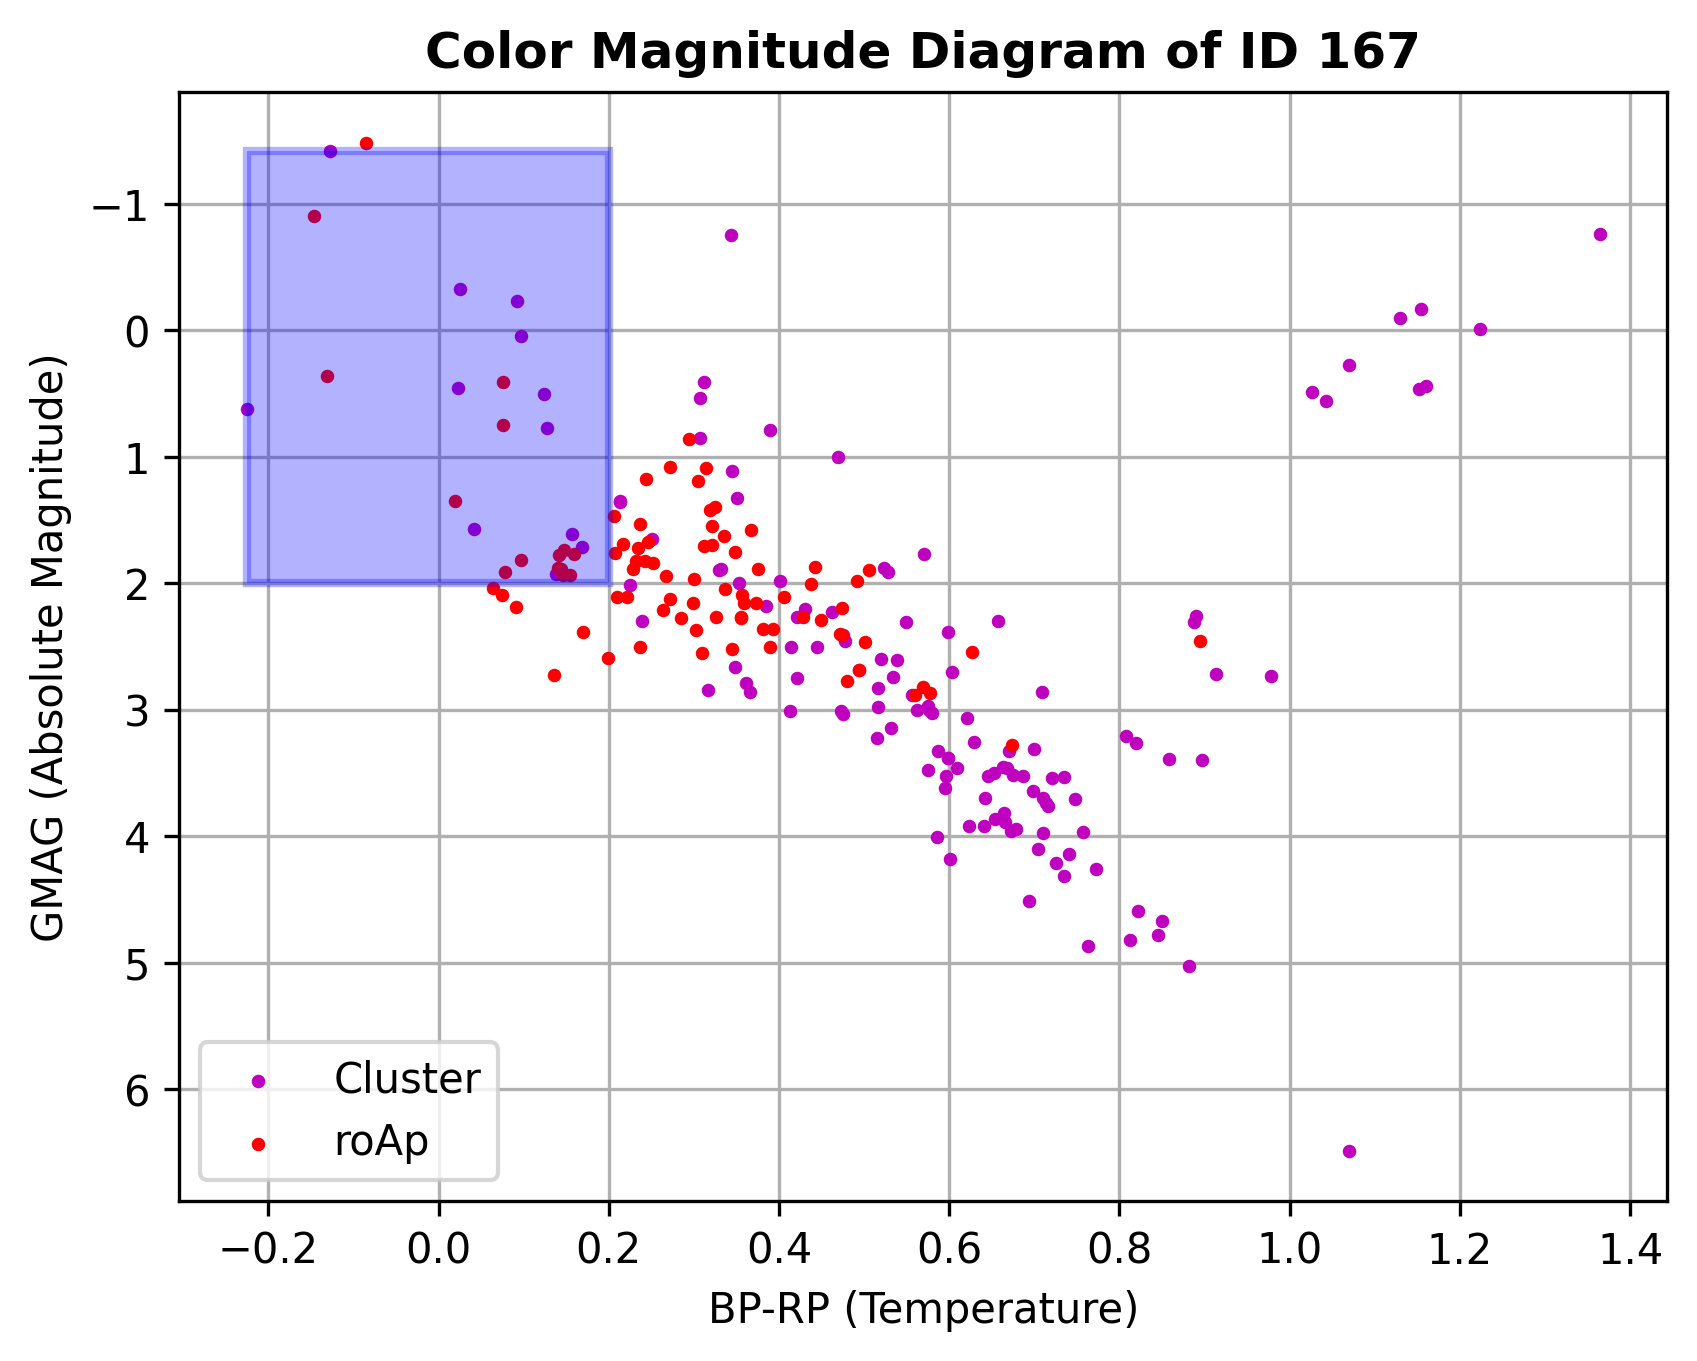 Color Magnitude Diagram of ID 167
GMAG (Absolute Magnitude)
−1
0
1
2
3
4
5
6
Cluster
roAp
−0.2 0.0 0.2 0.4 0.6 0.8 1.0 1.2 1.4
BP-RP (Temperature)